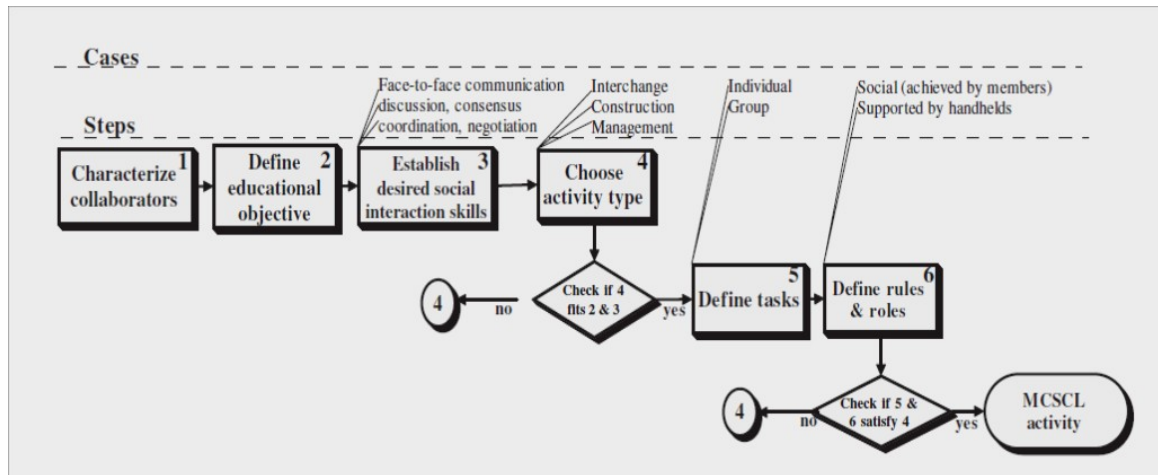 Cases
Face-to-face communication
discussion, consensus
coordination, negotiation
Interchange
Construction
Management
Individual
Group
Social (achieved by members)
Supported by handhelds
Steps
1
Characterize
collaborators
2
Define
educational
objective
3
Establish
desired social
interaction skills
4
Choose
activity type
4
no
Check if 4
fits 2 & 3
yes
5
Define tasks
6
Define rules
& roles
4
no
Check if 5 &
6 satisfy 4
yes
MCSCL
activity